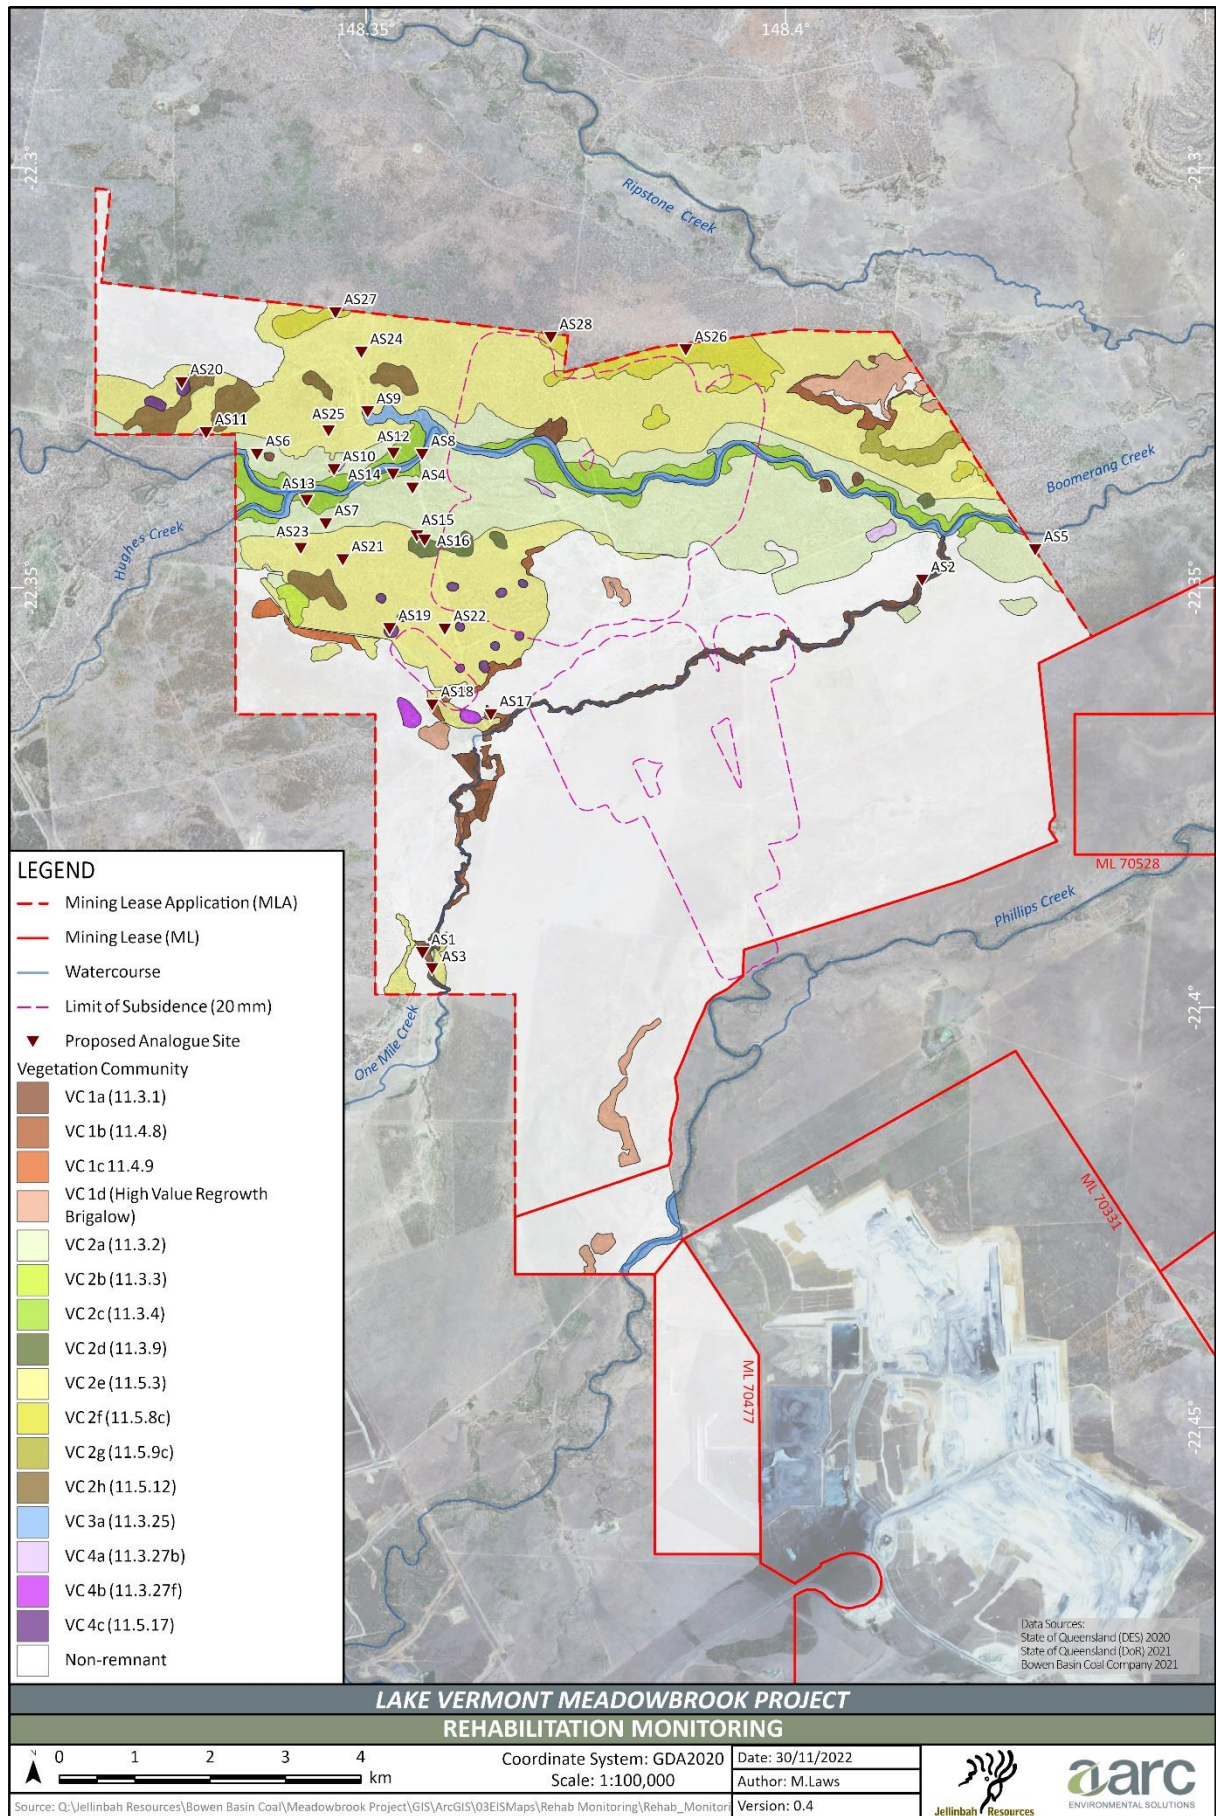 148.35°
148.4°
-22.3°
-22.3°
Ripstone Creek
AS27
AS28
AS24
AS26
AS20
AS9
AS11
AS25
AS6
AS12
AS8
AS10
AS14
AS4
Boomerang Creek
AS13
AS7
AS15
AS5
AS23
AS16
Hughes Creek
AS21
AS2
-22.35°
-22.35°
AS19
AS22
AS18
AS17
ML 70528
Phillips Creek
AS1
AS3
One Mile Creek
-22.4°
ML 70331
ML 70477
-22.45°
LEGEND
Mining Lease Application (MLA)
Mining Lease (ML)
Watercourse
Limit of Subsidence (20 mm)
Proposed Analogue Site
Vegetation Community
VC 1a (11.3.1)
VC 1b (11.4.8)
VC 1c 11.4.9
VC 1d (High Value Regrowth
Brigalow)
VC 2a (11.3.2)
VC 2b (11.3.3)
VC 2c (11.3.4)
VC 2d (11.3.9)
VC 2e (11.5.3)
VC 2f (11.5.8c)
VC 2g (11.5.9c)
VC 2h (11.5.12)
VC 3a (11.3.25)
VC 4a (11.3.27b)
VC 4b (11.3.27f)
VC 4c (11.5.17)
Non-remnant
Data Sources:
State of Queensland (DES) 2020
State of Queensland (DoR) 2021
Bowen Basin Coal Company 2021
LAKE VERMONT MEADOWBROOK PROJECT
REHABILITATION MONITORING
N
0 1 2 3 4
km
Coordinate System: GDA2020
Scale: 1:100,000
Date: 30/11/2022
Author: M.Laws
Version: 0.4
Source: Q:\Jellinbah Resources\Bowen Basin Coal\Meadowbrook Project\GIS\ArcGIS\03EISMaps\Rehab Monitoring\Rehab_Monitori
Jellinbah Resources
aarc
ENVIRONMENTAL SOLUTIONS